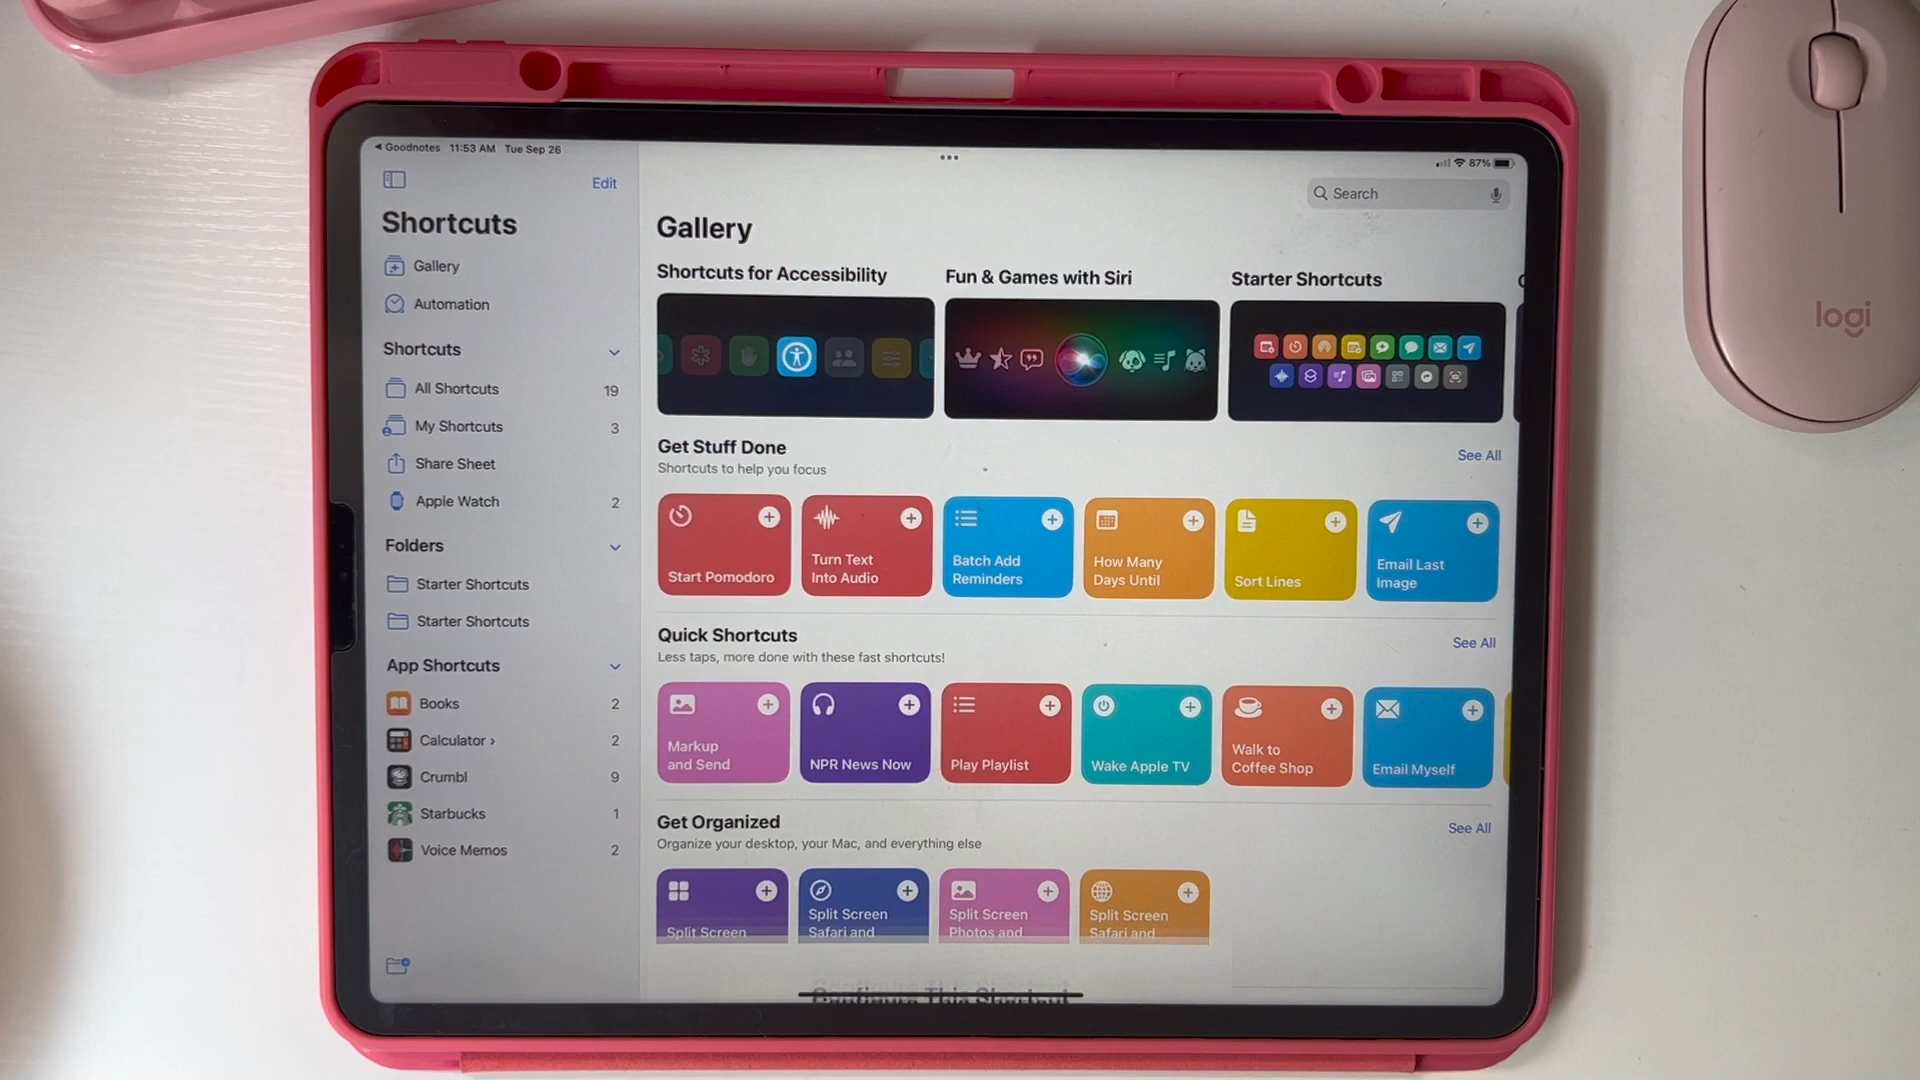 ◀ Goodnotes 11:53 AM Tue Sep 26
87%
Edit
Search
Shortcuts
Gallery
Automation
Shortcuts
All Shortcuts 19
My Shortcuts 3
Share Sheet
Apple Watch 2
Folders
Starter Shortcuts
Starter Shortcuts
App Shortcuts
Books 2
Calculator › 2
Crumbl 9
Starbucks 1
Voice Memos 2
Gallery
Shortcuts for Accessibility
Fun & Games with Siri
Starter Shortcuts
Get Stuff Done
See All
Shortcuts to help you focus
Start Pomodoro
Turn Text
Into Audio
Batch Add
Reminders
How Many
Days Until
Sort Lines
Email Last
Image
Quick Shortcuts
See All
Less taps, more done with these fast shortcuts!
Markup
and Send
NPR News Now
Play Playlist
Wake Apple TV
Walk to
Coffee Shop
Email Myself
Get Organized
See All
Organize your desktop, your Mac, and everything else
Split Screen
Split Screen
Safari and
Split Screen
Photos and
Split Screen
Safari and
logi